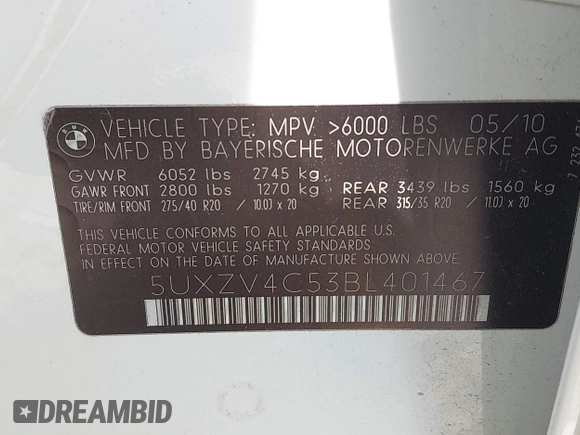 BMW
VEHICLE TYPE: MPV >6000 LBS 05/10
MFD BY BAYERISCHE MOTORENWERKE AG
GVWR 6052 lbs 2745 kg
GAWR FRONT 2800 lbs 1270 kg REAR 3439 lbs 1560 kg
TIRE/RIM FRONT 275/40 R20 / 10.0J x 20 REAR 315/35 R20 / 11.0J x 20
THIS VEHICLE CONFORMS TO ALL APPLICABLE
FEDERAL MOTOR VEHICLE SAFETY STANDARDS
IN EFFECT ON THE DATE OF MANUFACTURE SHOWN ABOVE.
5UXZV4C53BL401467
DREAMBID